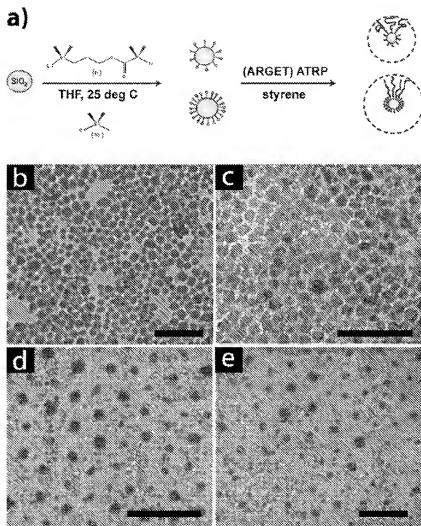 a)
SiO₂
THF, 25 deg C
(ARGET) ATRP
styrene
b
c
d
e